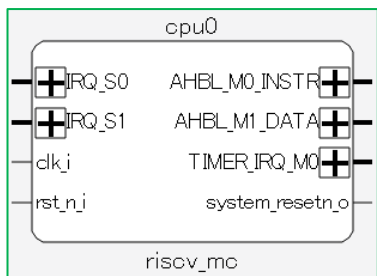 cpu0
IRQ_S0 AHBL_M0_INSTR
IRQ_S1 AHBL_M1_DATA
clk_i TIMER_IRQ_M0
rst_n_i system_resetn_o
riscv_mc